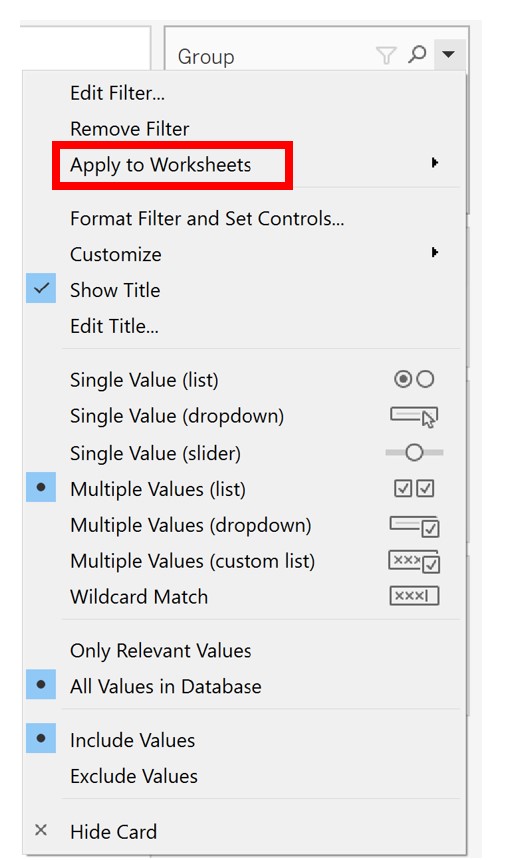 Group
Edit Filter...
Remove Filter
Apply to Worksheets
Format Filter and Set Controls...
Customize
Show Title
Edit Title...
Single Value (list)
Single Value (dropdown)
Single Value (slider)
Multiple Values (list)
Multiple Values (dropdown)
Multiple Values (custom list)
xxx
Wildcard Match
xxx
Only Relevant Values
All Values in Database
Include Values
Exclude Values
Hide Card